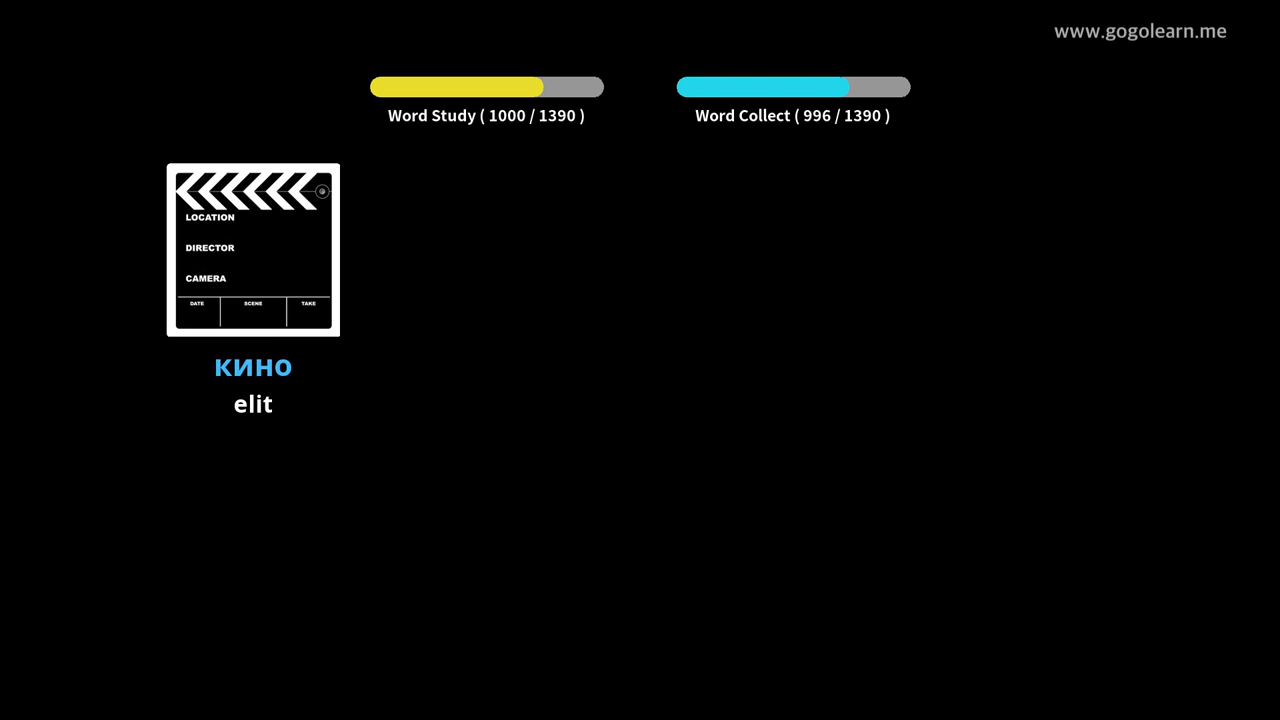 www.gogolearn.me
Word Study ( 1000 / 1390 )
Word Collect ( 996 / 1390 )
LOCATION
DIRECTOR
CAMERA
DATE SCENE TAKE
кино
elit